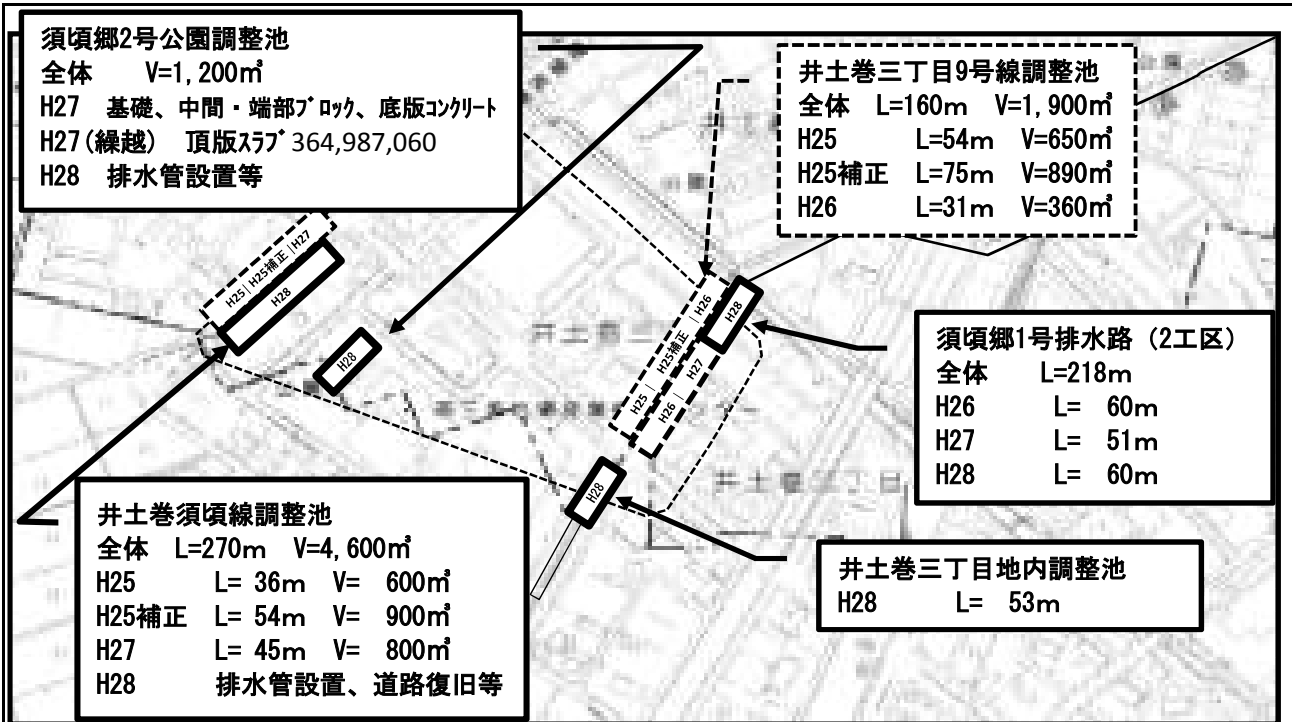 須頃郷2号公園調整池
全体 V=1,200㎥
H27 基礎、中間・端部ﾌﾞﾛｯｸ、底版ｺﾝｸﾘｰﾄ
H27(繰越) 頂版ｽﾗﾌﾞ 364,987,060
H28 排水管設置等
井土巻三丁目9号線調整池
全体 L=160m V=1,900㎥
H25 L=54m V=650㎥
H25補正 L=75m V=890㎥
H26 L=31m V=360㎥
H25|H25補正|H27
H28
H28
H25 | H25補正 |H26
H26 | H27
H28
H28
須頃郷1号排水路（2工区）
全体 L=218m
H26 L= 60m
H27 L= 51m
H28 L= 60m
井土巻須頃線調整池
全体 L=270m V=4,600㎥
H25 L= 36m V= 600㎥
H25補正 L= 54m V= 900㎥
H27 L= 45m V= 800㎥
H28 排水管設置、道路復旧等
井土巻三丁目地内調整池
H28 L= 53m